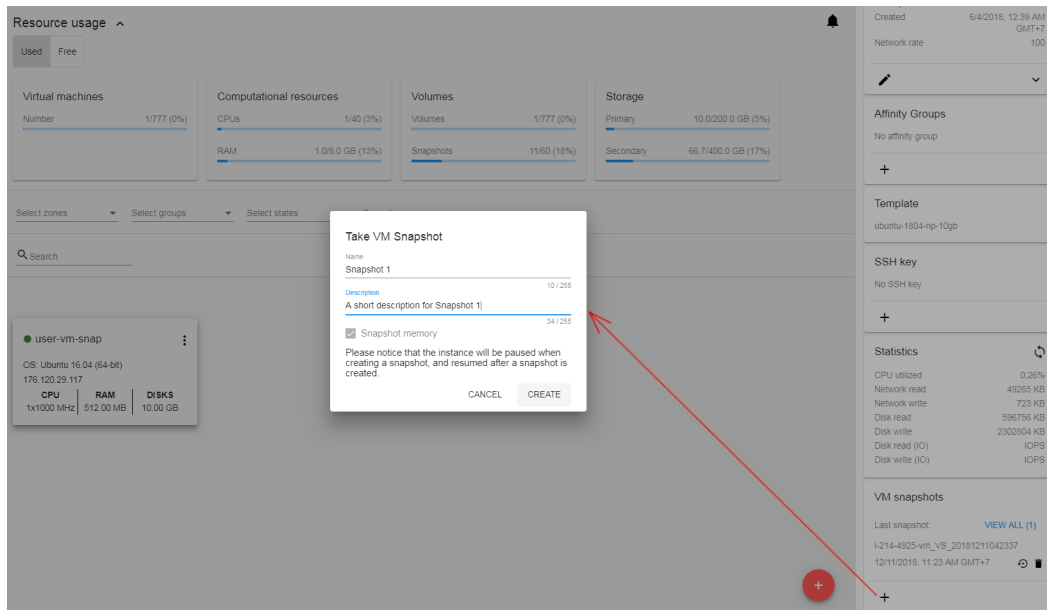 Resource usage
Used Free
Virtual machines
Number 1/777 (0%)
Computational resources
CPUs 1/40 (3%)
RAM 1.0/8.0 GB (13%)
Volumes
Volumes 1/777 (0%)
Snapshots 11/60 (18%)
Storage
Primary 10.0/200.0 GB (5%)
Secondary 66.7/400.0 GB (17%)
Select zones Select groups Select states
Search
user-vm-snap
OS: Ubuntu 16.04 (64-bit)
176.120.29.117
CPU RAM DISKS
1x1000 MHz 512.00 MB 10.00 GB
Take VM Snapshot
Name
Snapshot 1
10 / 255
Description
A short description for Snapshot 1
34 / 255
Snapshot memory
Please notice that the instance will be paused when
creating a snapshot, and resumed after a snapshot is
created.
CANCEL CREATE
Created 6/4/2018, 12:39 AM
GMT+7
Network rate 100
Affinity Groups
No affinity group
Template
ubuntu-1804-np-10gb
SSH key
No SSH key
Statistics
CPU utilized 0,26%
Network read 49265 KB
Network write 723 KB
Disk read 596756 KB
Disk write 2302804 KB
Disk read (IO) IOPS
Disk write (IO) IOPS
VM snapshots
Last snapshot: VIEW ALL (1)
i-214-4925-vm_VS_20181211042337
12/11/2018, 11:23 AM GMT+7